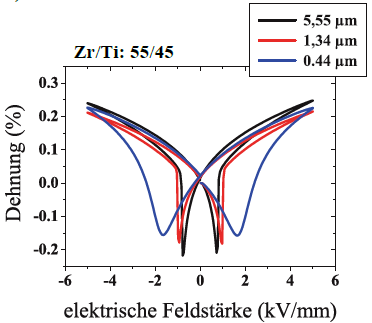 5,55 µm
1,34 µm
0.44 µm
Zr/Ti: 55/45
Dehnung (%)
0.3
0.2
0.1
0.0
-0.1
-0.2
-6 -4 -2 0 2 4 6
elektrische Feldstärke (kV/mm)